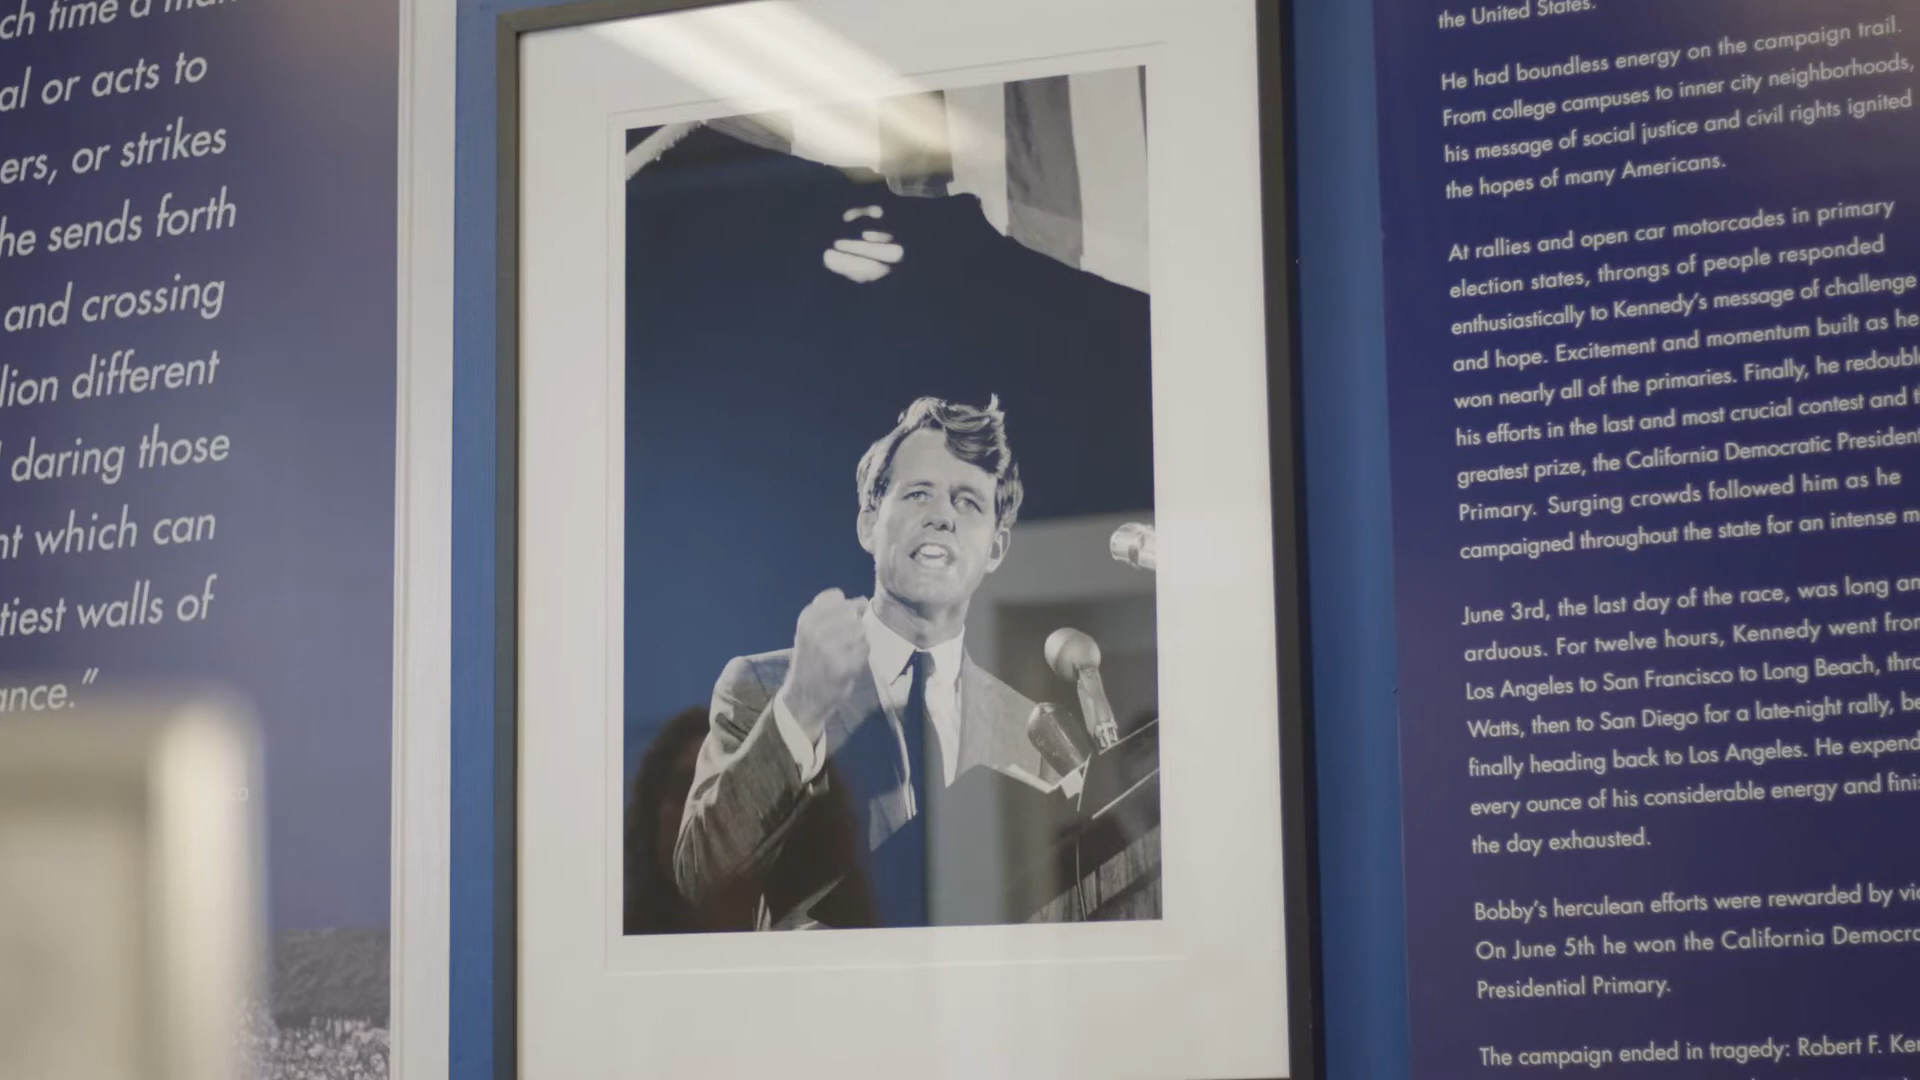 ch time a man
al or acts to
ers, or strikes
he sends forth
and crossing
lion different
daring those
nt which can
tiest walls of
ance.”
the United States.
He had boundless energy on the campaign trail.
From college campuses to inner city neighborhoods,
his message of social justice and civil rights ignited
the hopes of many Americans.
At rallies and open car motorcades in primary
election states, throngs of people responded
enthusiastically to Kennedy’s message of challenge
and hope. Excitement and momentum built as he
won nearly all of the primaries. Finally, he redoubl
his efforts in the last and most crucial contest and t
greatest prize, the California Democratic President
Primary. Surging crowds followed him as he
campaigned throughout the state for an intense m
June 3rd, the last day of the race, was long an
arduous. For twelve hours, Kennedy went fro
Los Angeles to San Francisco to Long Beach, thro
Watts, then to San Diego for a late-night rally, be
finally heading back to Los Angeles. He expend
every ounce of his considerable energy and fini
the day exhausted.
Bobby’s herculean efforts were rewarded by vi
On June 5th he won the California Democra
Presidential Primary.
The campaign ended in tragedy: Robert F. Ke